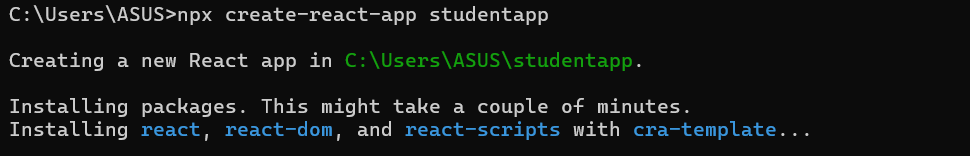 C:\Users\ASUS>npx create-react-app studentapp
Creating a new React app in C:\Users\ASUS\studentapp.
Installing packages. This might take a couple of minutes.
Installing react, react-dom, and react-scripts with cra-template...